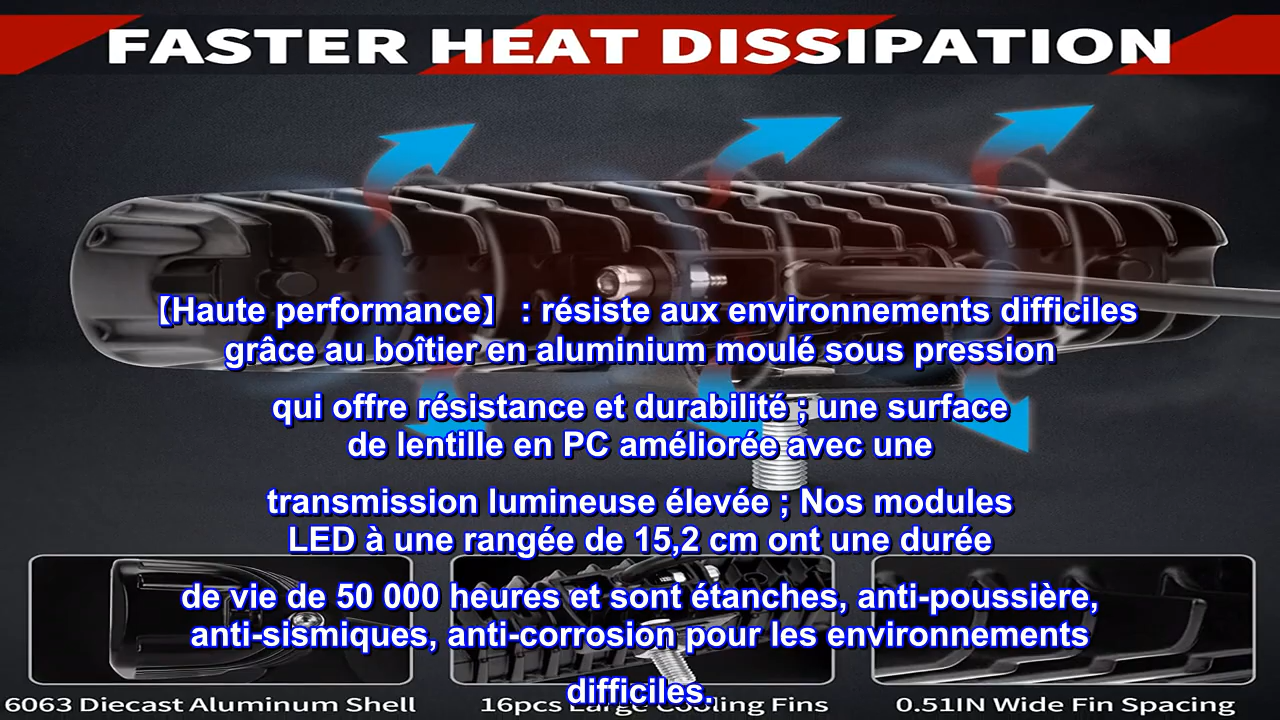 FASTER HEAT DISSIPATION
【Haute performance】 : résiste aux environnements difficiles
grâce au boîtier en aluminium moulé sous pression
qui offre résistance et durabilité ; une surface
de lentille en PC améliorée avec une
transmission lumineuse élevée ; Nos modules
LED à une rangée de 15,2 cm ont une durée
de vie de 50 000 heures et sont étanches, anti-poussière,
anti-sismiques, anti-corrosion pour les environnements
difficiles.
6063 Diecast Aluminum Shell
16pcs Large Cooling Fins
0.51IN Wide Fin Spacing